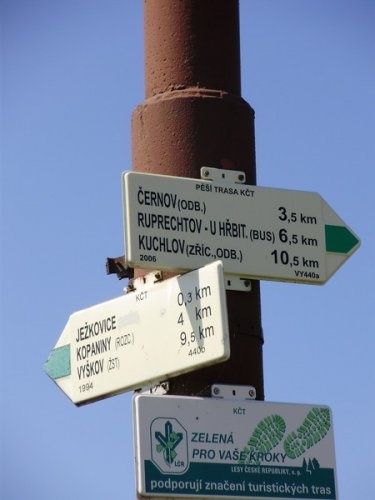 PĚŠÍ TRASA KČT
ČERNOV (ODB.) 3,5 km
RUPRECHTOV - U HŘBIT. (BUS) 6,5 km
KUCHLOV (ZŘÍC., ODB.) 10,5 km
2006 VY440a
KČT
JEŽKOVICE 0,3 km
KOPANINY (ROZC.) 4 km
VYŠKOV (ŽST) 9,5 km
1994 440b
KČT
ZELENÁ
PRO VAŠE KROKY
LČR
LESY ČESKÉ REPUBLIKY, s. p.
podporují značení turistických tras